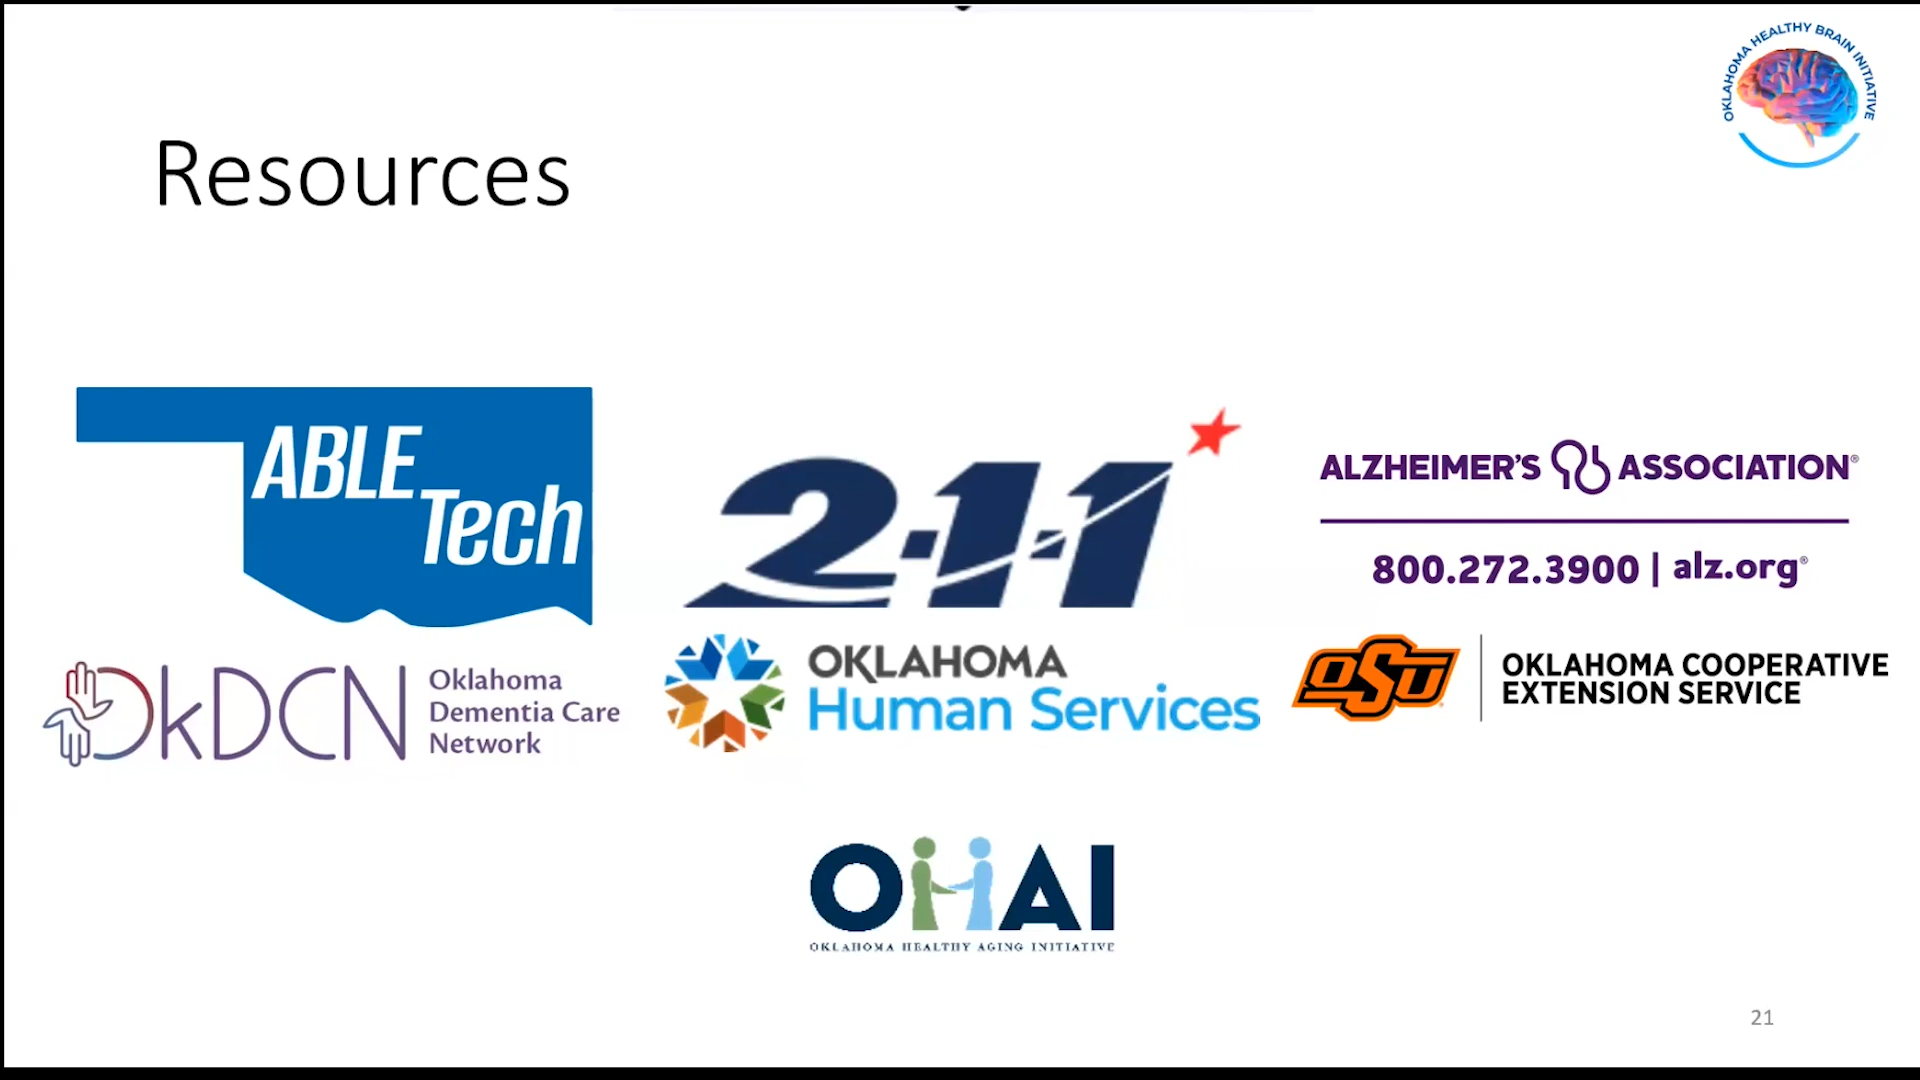 OKLAHOMA HEALTHY BRAIN INITIATIVE
Resources
ABLE
Tech
2-1-1
ALZHEIMER'S ASSOCIATION®
800.272.3900 | alz.org®
OkDCN
Oklahoma
Dementia Care
Network
OKLAHOMA
Human Services
OSU
OKLAHOMA COOPERATIVE
EXTENSION SERVICE
OHAI
OKLAHOMA HEALTHY AGING INITIATIVE
21